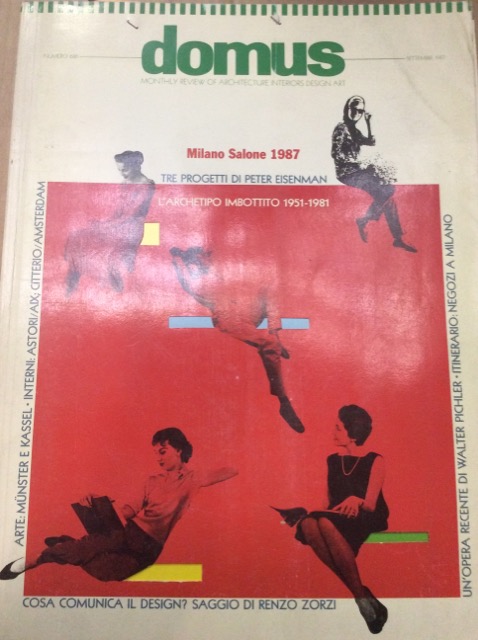 domus
SETTEMBRE 1987
MONTHLY REVIEW OF ARCHITECTURE INTERIORS DESIGN ART
Milano Salone 1987
TRE PROGETTI DI PETER EISENMAN
L'ARCHETIPO IMBOTTITO 1951-1981
ARTE: MÜNSTER E KASSEL • INTERNI: ASTORI/AIX; CITTERIO/AMSTERDAM
UN'OPERA RECENTE DI WALTER PICHLER • ITINERARIO: NEGOZI A MILANO
COSA COMUNICA IL DESIGN? SAGGIO DI RENZO ZORZI